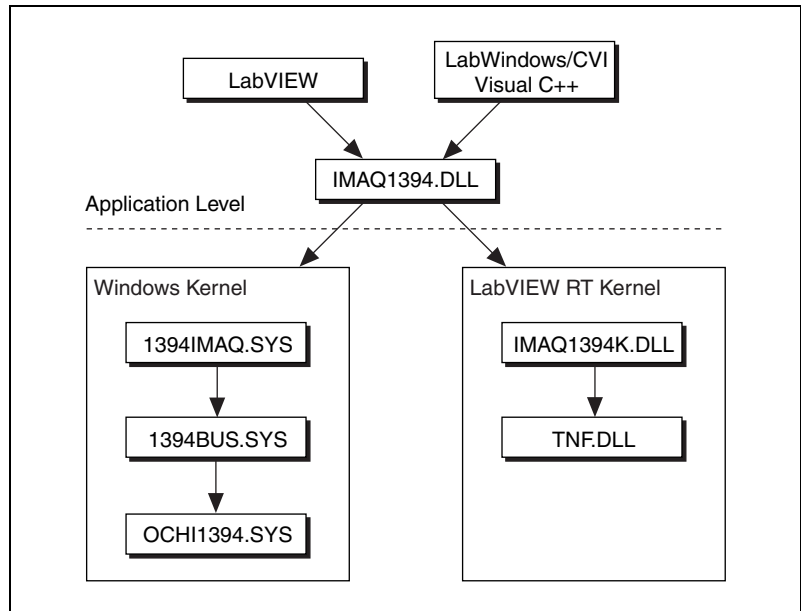 LabVIEW
LabWindows/CVI
Visual C++
IMAQ1394.DLL
Application Level
Windows Kernel
1394IMAQ.SYS
1394BUS.SYS
OCHI1394.SYS
LabVIEW RT Kernel
IMAQ1394K.DLL
TNF.DLL